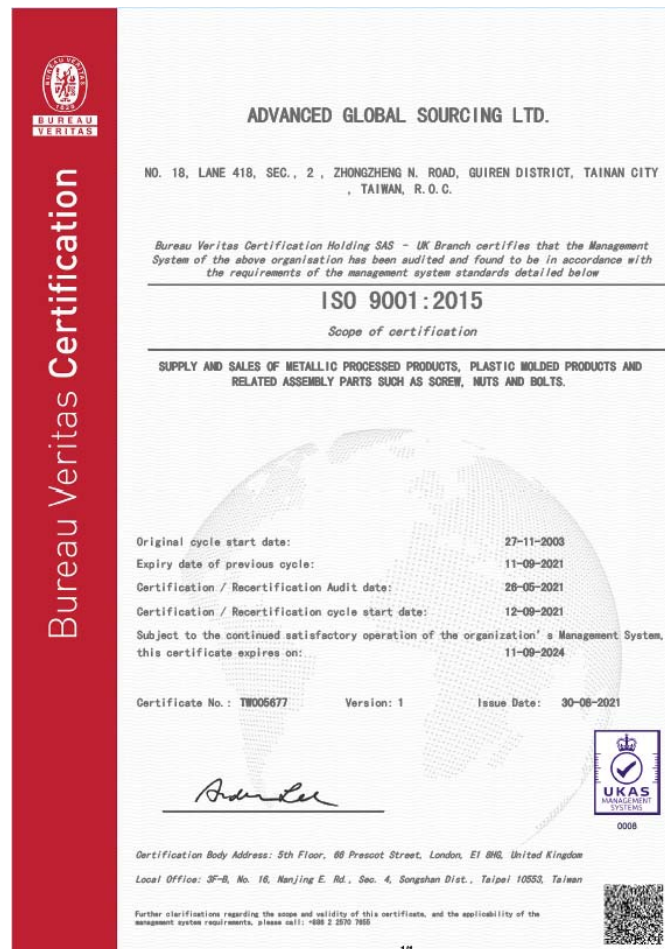 BUREAU
VERITAS
Bureau Veritas Certification
ADVANCED GLOBAL SOURCING LTD.
NO. 18, LANE 418, SEC., 2 , ZHONGZHENG N. ROAD, GUIREN DISTRICT, TAINAN CITY
, TAIWAN, R.O.C.
Bureau Veritas Certification Holding SAS - UK Branch certifies that the Management
System of the above organisation has been audited and found to be in accordance with
the requirements of the management system standards detailed below
ISO 9001:2015
Scope of certification
SUPPLY AND SALES OF METALLIC PROCESSED PRODUCTS, PLASTIC MOLDED PRODUCTS AND
RELATED ASSEMBLY PARTS SUCH AS SCREW, NUTS AND BOLTS.
Original cycle start date: 27-11-2003
Expiry date of previous cycle: 11-09-2021
Certification / Recertification Audit date: 26-05-2021
Certification / Recertification cycle start date: 12-09-2021
Subject to the continued satisfactory operation of the organization's Management System,
this certificate expires on: 11-09-2024
Certificate No.: TW005677 Version: 1 Issue Date: 30-06-2021
UKAS
MANAGEMENT
SYSTEMS
0008
Certification Body Address: 5th Floor, 66 Prescot Street, London, E1 8HG, United Kingdom
Local Office: 3F-B, No. 16, Nanjing E. Rd., Sec. 4, Songshan Dist., Taipei 10553, Taiwan
Further clarifications regarding the scope and validity of this certificate, and the applicability of the
management system requirements, please call: +886 2 2570 7655